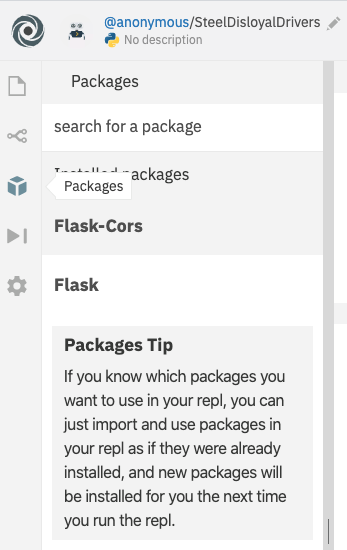 @anonymous/SteelDisloyalDrivers
No description
Packages
search for a package
Installed packages
Packages
Flask-Cors
Flask
Packages Tip
If you know which packages you
want to use in your repl, you can
just import and use packages in
your repl as if they were already
installed, and new packages will
be installed for you the next time
you run the repl.